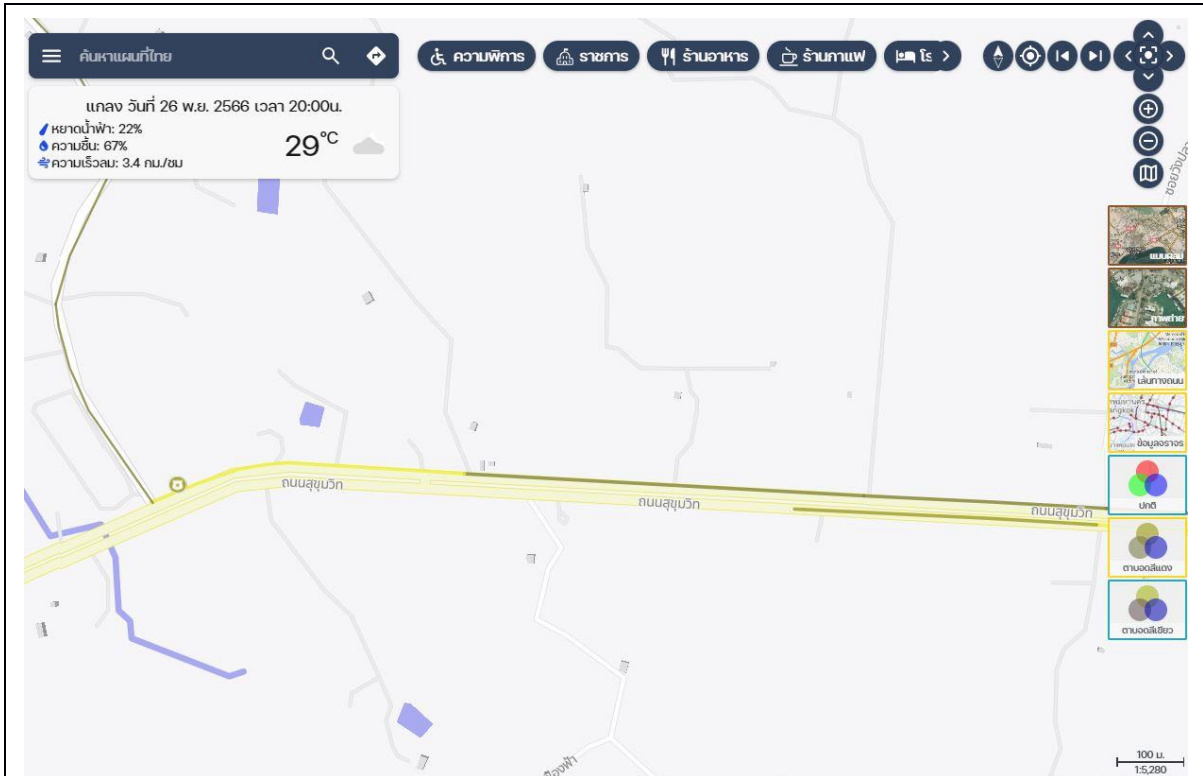 ค้นหาแผนที่ไทย
ความพิการ
ราชการ
ร้านอาหาร
ร้านกาแฟ
โร
แกลง วันที่ 26 พ.ย. 2566 เวลา 20:00น.
หยาดน้ำฟ้า: 22%
ความชื้น: 67%
ความเร็วลม: 3.4 กม./ชม
29°C
แบบผสม
ภาพถ่าย
เส้นทางถนน
ข้อมูลจราจร
ถนนสุขุมวิท
ถนนสุขุมวิท
ถนนสุขุมวิท
ปกติ
ตาบอดสีแดง
ตาบอดสีเขียว
100 ม.
1:5,280